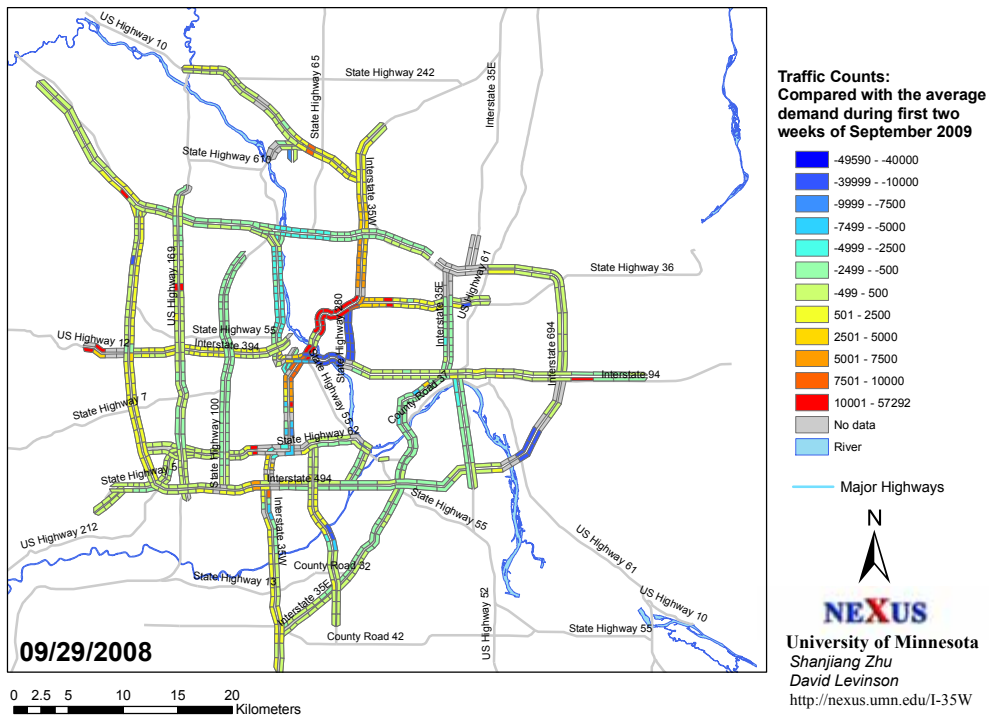 US Highway 10
State Highway 65
State Highway 242
Interstate 35E
State Highway 610
Interstate 35W
US Highway 169
US Highway 61
State Highway 36
State Highway 280
Interstate 35E
US Highway 12
State Highway 55
Interstate 394
Interstate 694
Interstate 94
State Highway 7
State Highway 100
State Highway 55
County Road 37
State Highway 62
State Highway 5
Interstate 494
State Highway 55
US Highway 212
Interstate 35W
US Highway 61
State Highway 13
County Road 32
Interstate 35E
US Highway 52
US Highway 10
County Road 42
State Highway 55
09/29/2008
0 2.5 5 10 15 20
Kilometers
Traffic Counts:
Compared with the average
demand during first two
weeks of September 2009
-49590 - -40000
-39999 - -10000
-9999 - -7500
-7499 - -5000
-4999 - -2500
-2499 - -500
-499 - 500
501 - 2500
2501 - 5000
5001 - 7500
7501 - 10000
10001 - 57292
No data
River
Major Highways
N
NEXUS
University of Minnesota
Shanjiang Zhu
David Levinson
http://nexus.umn.edu/I-35W